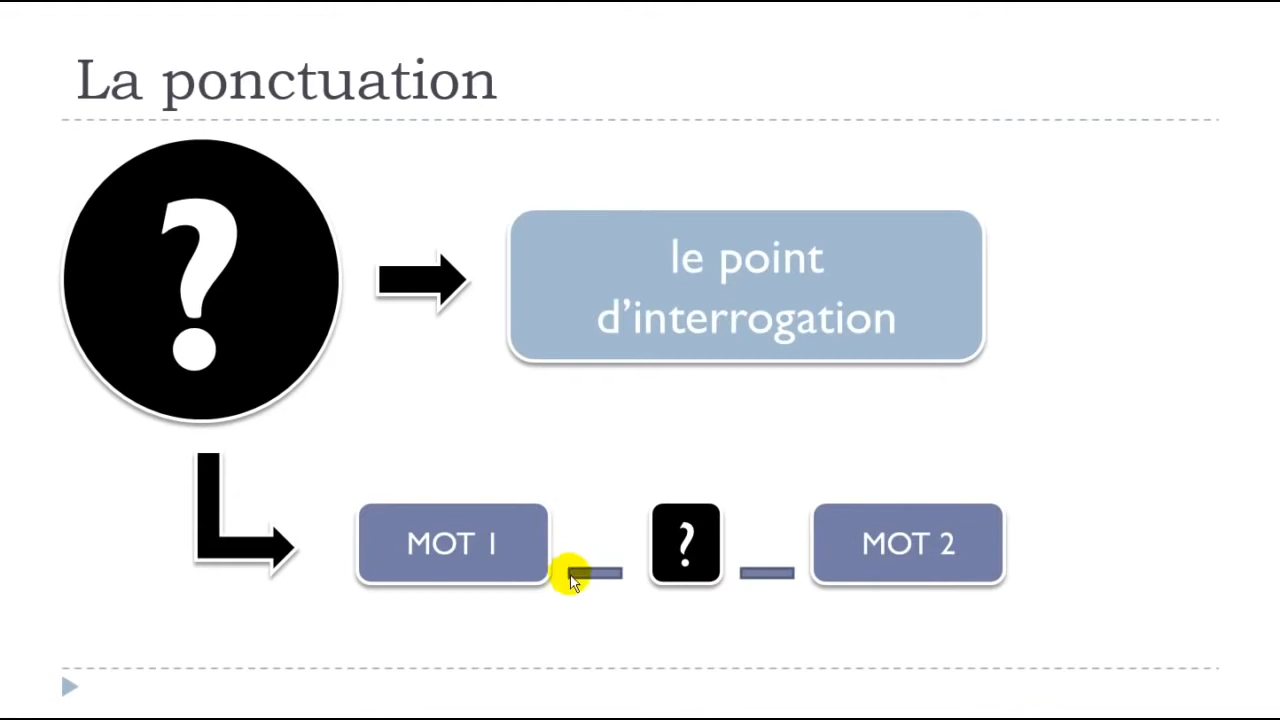 La ponctuation
?
le point
d’interrogation
MOT 1 _ ? _ MOT 2